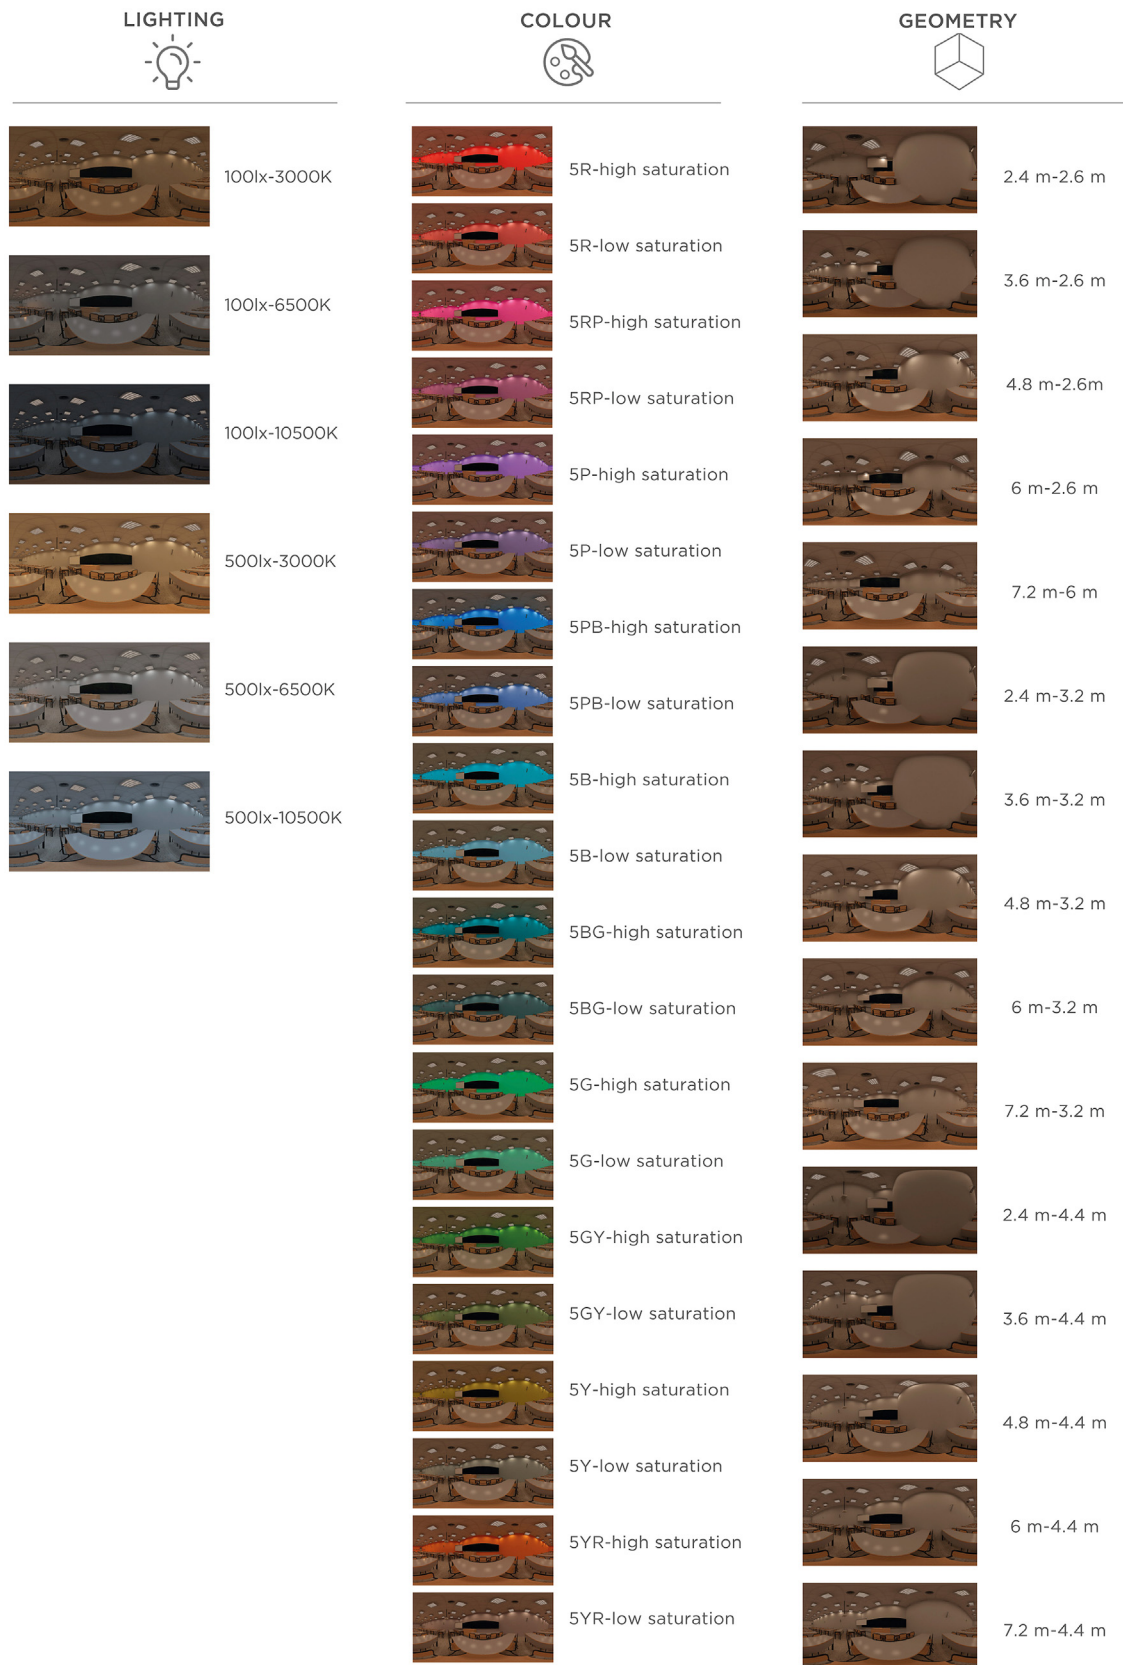 LIGHTING
100lx-3000K
100lx-6500K
100lx-10500K
500lx-3000K
500lx-6500K
500lx-10500K
COLOUR
5R-high saturation
5R-low saturation
5RP-high saturation
5RP-low saturation
5P-high saturation
5P-low saturation
5PB-high saturation
5PB-low saturation
5B-high saturation
5B-low saturation
5BG-high saturation
5BG-low saturation
5G-high saturation
5G-low saturation
5GY-high saturation
5GY-low saturation
5Y-high saturation
5Y-low saturation
5YR-high saturation
5YR-low saturation
GEOMETRY
2.4 m-2.6 m
3.6 m-2.6 m
4.8 m-2.6m
6 m-2.6 m
7.2 m-6 m
2.4 m-3.2 m
3.6 m-3.2 m
4.8 m-3.2 m
6 m-3.2 m
7.2 m-3.2 m
2.4 m-4.4 m
3.6 m-4.4 m
4.8 m-4.4 m
6 m-4.4 m
7.2 m-4.4 m